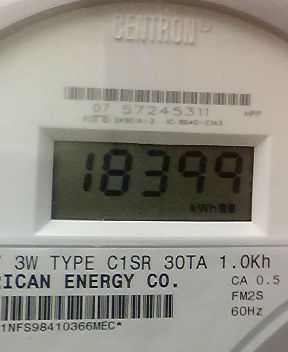 CENTRON
07 57245311 HPP
18399
kWh
3W TYPE C1SR 30TA 1.0Kh
RICAN ENERGY CO. CA 0.5
FM2S
60Hz
1NFS98410366MEC*